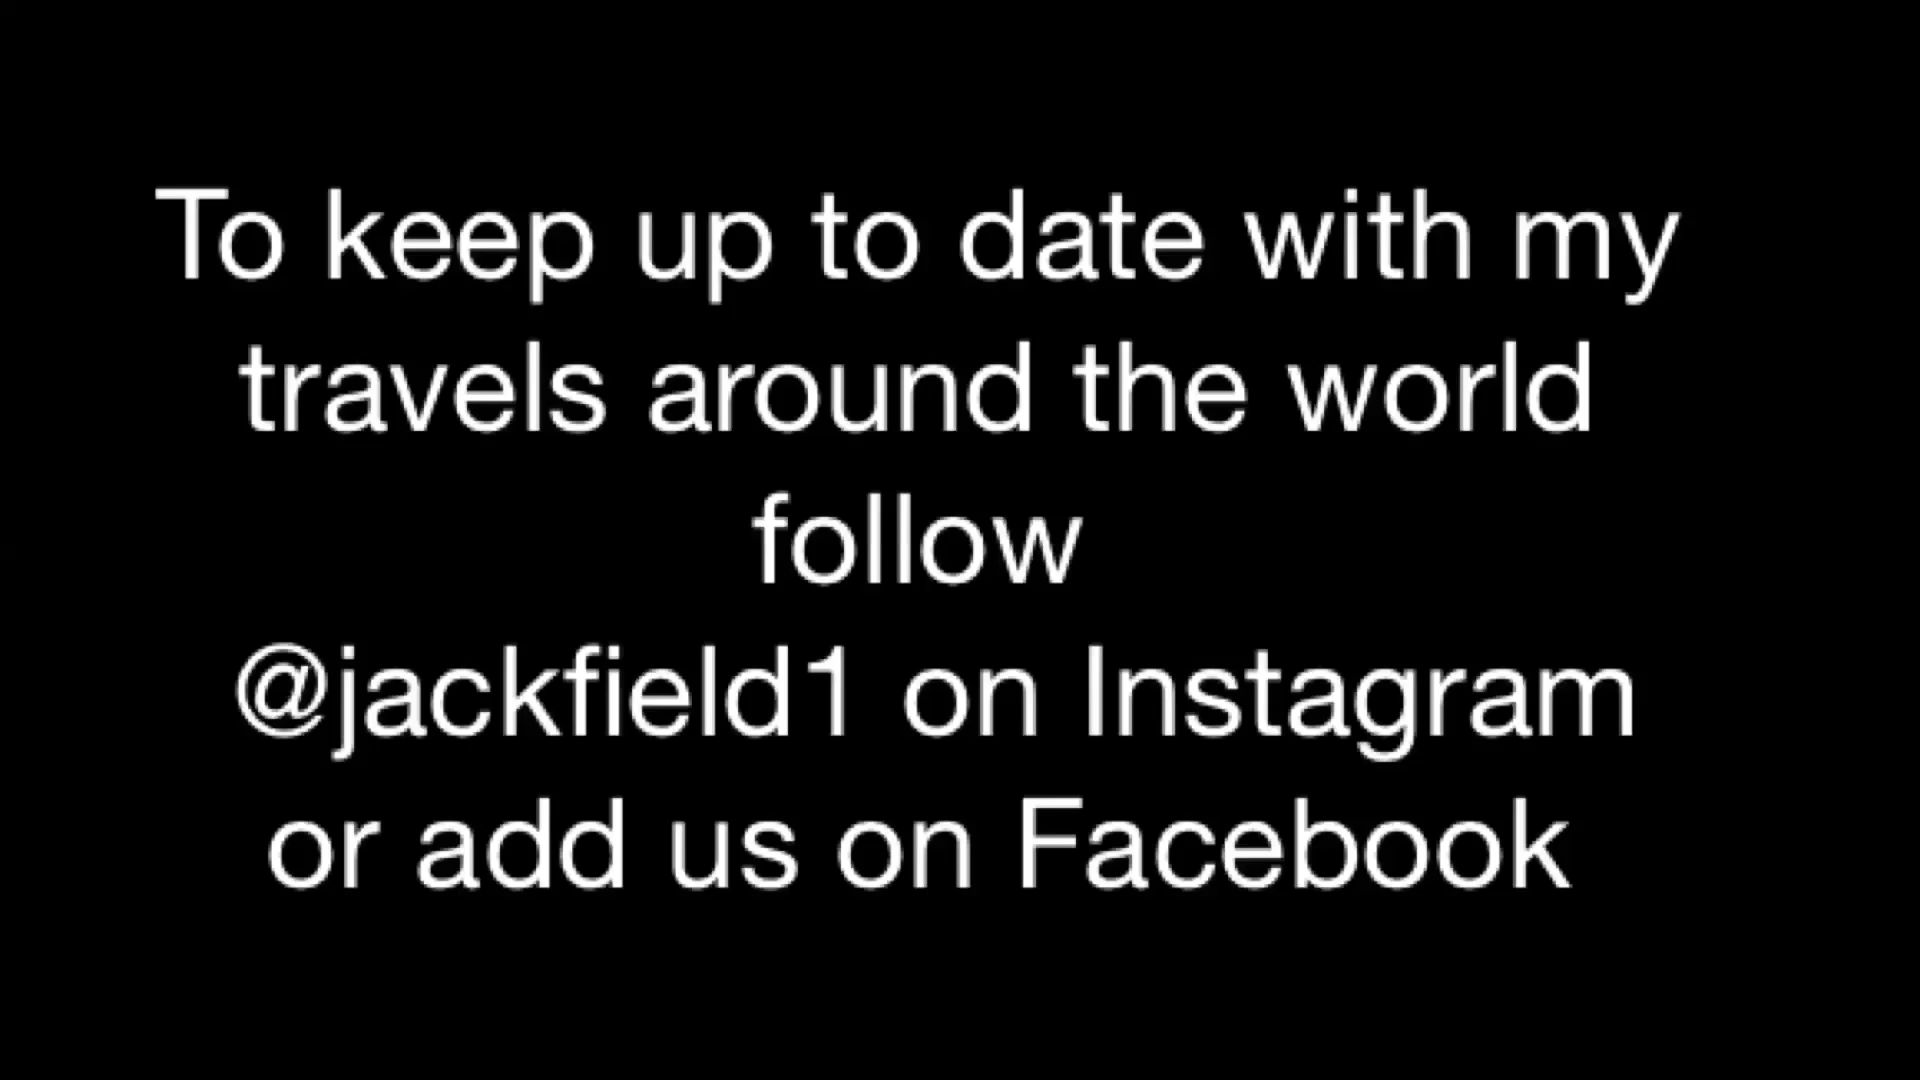 To keep up to date with my
travels around the world
follow
@jackfield1 on Instagram
or add us on Facebook